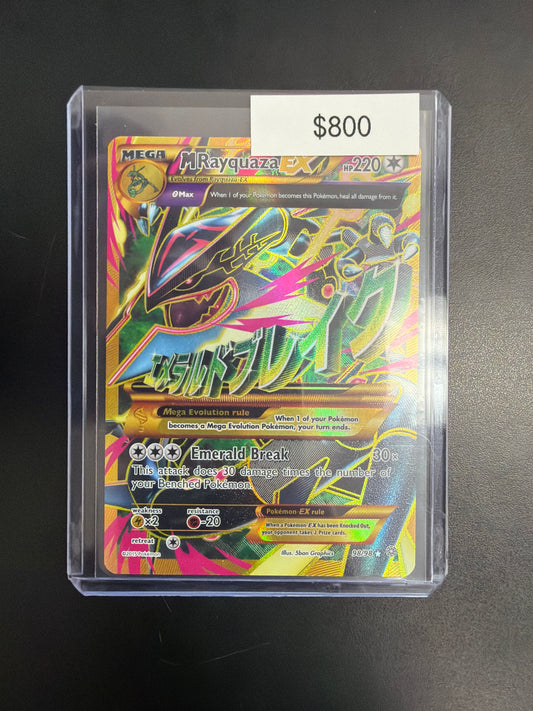 $800
MEGA M Rayquaza EX HP220
Evolves from Rayquaza-EX
Θ Max When 1 of your Pokémon becomes this Pokémon, heal all damage from it.
エメラルドブレイク
Mega Evolution rule
When 1 of your Pokémon
becomes a Mega Evolution Pokémon, your turn ends.
Emerald Break 30×
This attack does 30 damage times the number of
your Benched Pokémon.
weakness resistance
×2 -20
retreat
Pokémon-EX rule
When a Pokémon-EX has been Knocked Out,
your opponent takes 2 Prize cards.
©2015 Pokémon Illus. 5ban Graphics 98/98 ★